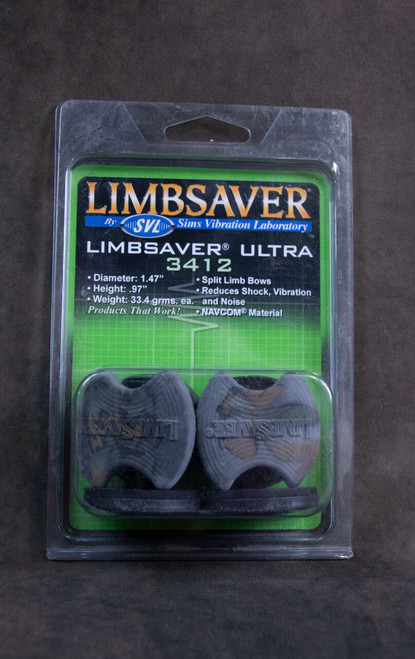 LIMBSAVER
By SVL Sims Vibration Laboratory
LIMBSAVER® ULTRA
3412
• Diameter: 1.47"
• Height: .97"
• Weight: 33.4 grms. ea.
Products That Work!
• Split Limb Bows
• Reduces Shock, Vibration
and Noise
• NAVCOM® Material
LIMBSAVER
LIMBSAVER